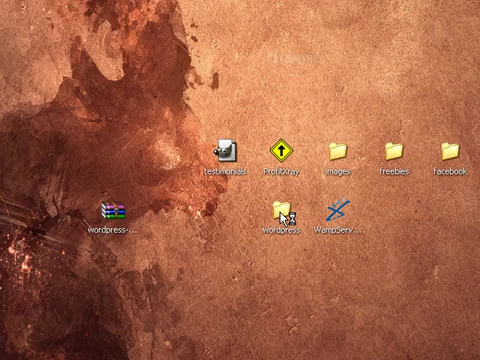 testimonials
ProfitXray
images
freebies
facebook
wordpress-...
wordpress
WampServ...